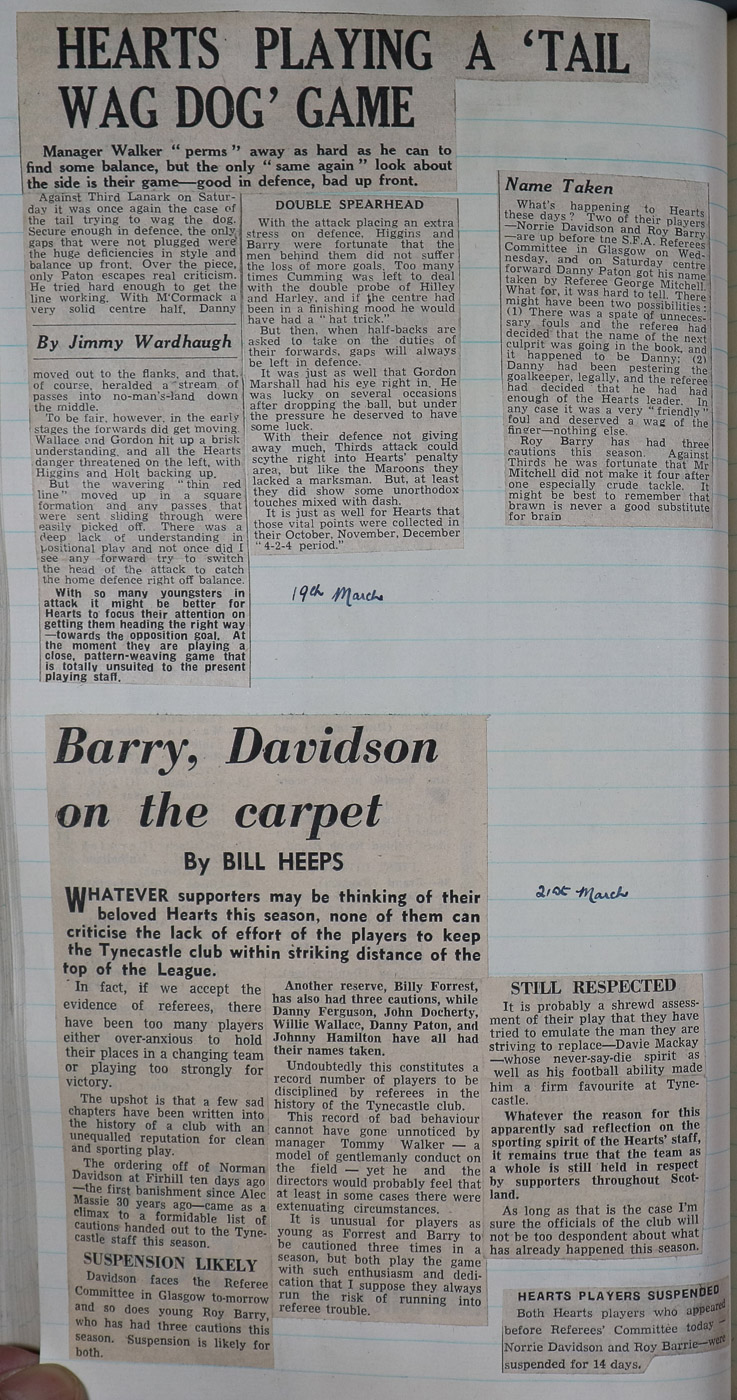 HEARTS PLAYING A ‘TAIL
WAG DOG’ GAME
Manager Walker “ perms ” away as hard as he can to
find some balance, but the only “ same again ” look about
the side is their game—good in defence, bad up front.
Against Third Lanark on Satur-
day it was once again the case of
the tail trying to wag the dog.
Secure enough in defence, the only
gaps that were not plugged were
the huge deficiencies in style and
balance up front. Over the piece,
only Paton escapes real criticism.
He tried hard enough to get the
line working. With M‘Cormack a
very solid centre half, Danny
By Jimmy Wardhaugh
moved out to the flanks, and that,
of course, heralded a stream of
passes into no-man's-land down
the middle.
To be fair, however, in the early
stages the forwards did get moving.
Wallace and Gordon hit up a brisk
understanding, and all the Hearts
danger threatened on the left, with
Higgins and Holt backing up.
But the wavering “ thin red
line ” moved up in a square
formation and any passes that
were sent sliding through were
easily picked off. There was a
deep lack of understanding in
positional play and not once did I
see any forward try to switch
the head of the attack to catch
the home defence right off balance.
With so many youngsters in
attack it might be better for
Hearts to focus their attention on
getting them heading the right way
—towards the opposition goal. At
the moment they are playing a
close, pattern-weaving game that
is totally unsuited to the present
playing staff.
DOUBLE SPEARHEAD
With the attack placing an extra
stress on defence, Higgins and
Barry were fortunate that the
men behind them did not suffer
the loss of more goals. Too many
times Cumming was left to deal
with the double probe of Hilley
and Harley, and if the centre had
been in a finishing mood he would
have had a “ hat trick.”
But then, when half-backs are
asked to take on the duties of
their forwards, gaps will always
be left in defence.
It was just as well that Gordon
Marshall had his eye right in. He
was lucky on several occasions
after dropping the ball, but under
the pressure he deserved to have
some luck.
With their defence not giving
away much, Thirds attack could
scythe right into Hearts' penalty
area, but like the Maroons they
lacked a marksman. But, at least
they did show some unorthodox
touches mixed with dash.
It is just as well for Hearts that
those vital points were collected in
their October, November, December
“ 4-2-4 period.”
19th March
Name Taken
What's happening to Hearts
these days? Two of their players
—Norrie Davidson and Roy Barry
—are up before the S.F.A. Referees
Committee in Glasgow on Wed-
nesday, and on Saturday centre
forward Danny Paton got his name
taken by Referee George Mitchell.
What for, it was hard to tell. There
might have been two possibilities :
(1) There was a spate of unneces-
sary fouls and the referee had
decided that the name of the next
culprit was going in the book, and
it happened to be Danny; (2)
Danny had been pestering the
goalkeeper, legally, and the referee
had decided that he had had
enough of the Hearts leader. In
any case it was a very “ friendly ”
foul and deserved a wag of the
finger—nothing else.
Roy Barry has had three
cautions this season. Against
Thirds he was fortunate that Mr
Mitchell did not make it four after
one especially crude tackle. It
might be best to remember that
brawn is never a good substitute
for brain
Barry, Davidson
on the carpet
By BILL HEEPS
WHATEVER supporters may be thinking of their
beloved Hearts this season, none of them can
criticise the lack of effort of the players to keep
the Tynecastle club within striking distance of the
top of the League.
In fact, if we accept the
evidence of referees, there
have been too many players
either over-anxious to hold
their places in a changing team
or playing too strongly for
victory.
The upshot is that a few sad
chapters have been written into
the history of a club with an
unequalled reputation for clean
and sporting play.
The ordering off of Norman
Davidson at Firhill ten days ago
—the first banishment since Alec
Massie 30 years ago—came as a
climax to a formidable list of
cautions handed out to the Tyne-
castle staff this season.
SUSPENSION LIKELY
Davidson faces the Referee
Committee in Glasgow to-morrow
and so does young Roy Barry,
who has had three cautions this
season. Suspension is likely for
both.
Another reserve, Billy Forrest,
has also had three cautions, while
Danny Ferguson, John Docherty,
Willie Wallace, Danny Paton, and
Johnny Hamilton have all had
their names taken.
Undoubtedly this constitutes a
record number of players to be
disciplined by referees in the
history of the Tynecastle club.
This record of bad behaviour
cannot have gone unnoticed by
manager Tommy Walker — a
model of gentlemanly conduct on
the field — yet he and the
directors would probably feel that
at least in some cases there were
extenuating circumstances.
It is unusual for players as
young as Forrest and Barry to
be cautioned three times in a
season, but both play the game
with such enthusiasm and dedi-
cation that I suppose they always
run the risk of running into
referee trouble.
21st March
STILL RESPECTED
It is probably a shrewd assess-
ment of their play that they have
tried to emulate the man they are
striving to replace—Davie Mackay
—whose never-say-die spirit as
well as his football ability made
him a firm favourite at Tyne-
castle.
Whatever the reason for this
apparently sad reflection on the
sporting spirit of the Hearts' staff,
it remains true that the team as
a whole is still held in respect
by supporters throughout Scot-
land.
As long as that is the case I'm
sure the officials of the club will
not be too despondent about what
has already happened this season.
HEARTS PLAYERS SUSPENDED
Both Hearts players who appeared
before Referees' Committee today —
Norrie Davidson and Roy Barrie—were
suspended for 14 days.